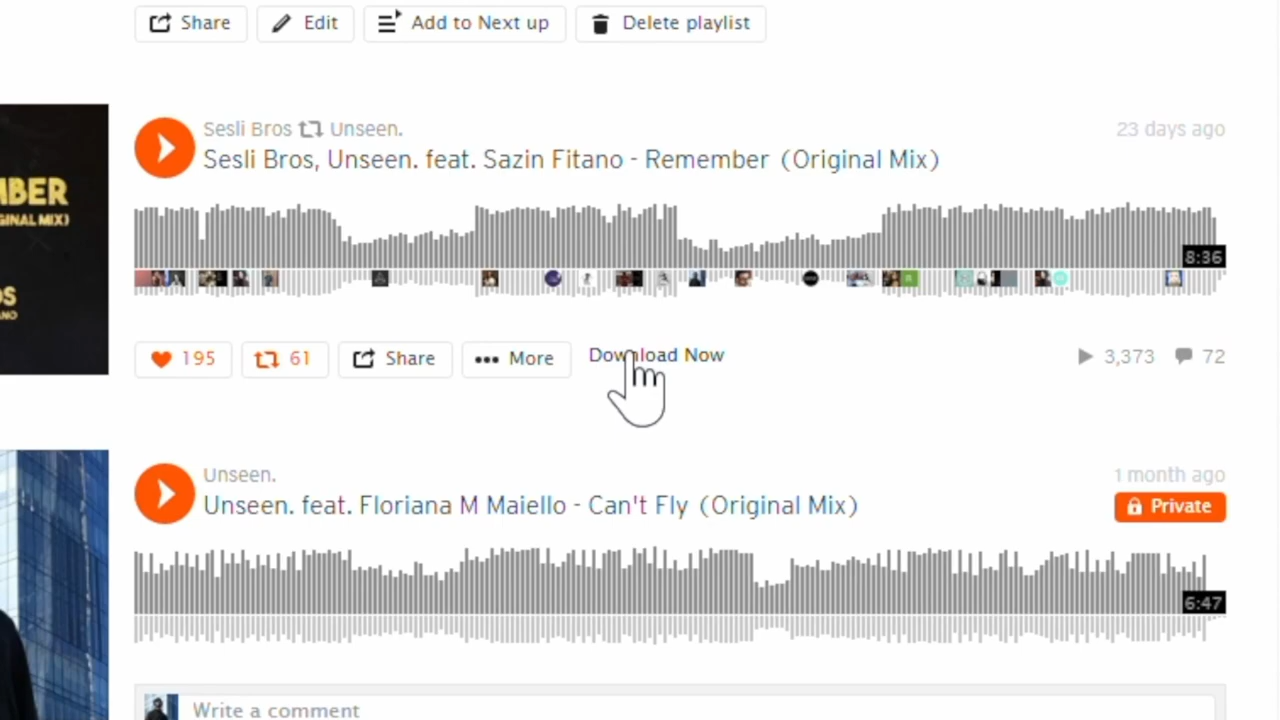 Share Edit Add to Next up Delete playlist
Sesli Bros Unseen. 23 days ago
Sesli Bros, Unseen. feat. Sazin Fitano - Remember (Original Mix)
8:36
195 61 Share More Download Now 3,373 72
Unseen. 1 month ago
Unseen. feat. Floriana M Maiello - Can't Fly (Original Mix) Private
6:47
Write a comment